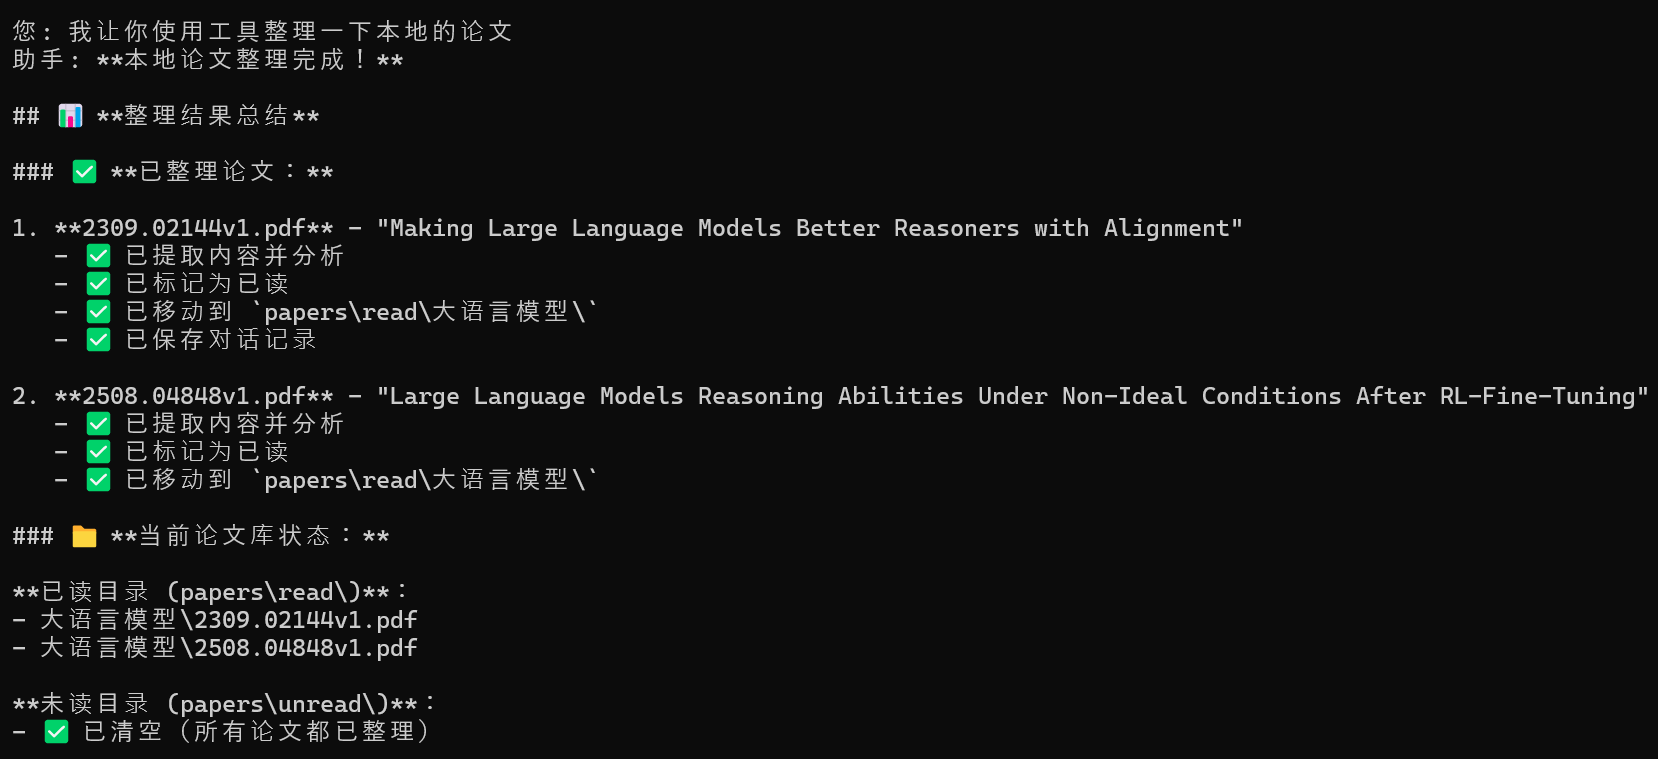 您: 我让你使用工具整理一下本地的论文
助手: **本地论文整理完成！**
## 📊 **整理结果总结**
### ✅ **已整理论文：**
1. **2309.02144v1.pdf** - "Making Large Language Models Better Reasoners with Alignment"
- ✅ 已提取内容并分析
- ✅ 已标记为已读
- ✅ 已移动到 `papers\read\大语言模型\`
- ✅ 已保存对话记录
2. **2508.04848v1.pdf** - "Large Language Models Reasoning Abilities Under Non-Ideal Conditions After RL-Fine-Tuning"
- ✅ 已提取内容并分析
- ✅ 已标记为已读
- ✅ 已移动到 `papers\read\大语言模型\`
### 📁 **当前论文库状态：**
**已读目录 (papers\read\)**：
- 大语言模型\2309.02144v1.pdf
- 大语言模型\2508.04848v1.pdf
**未读目录 (papers\unread\)**：
- ✅ 已清空（所有论文都已整理）